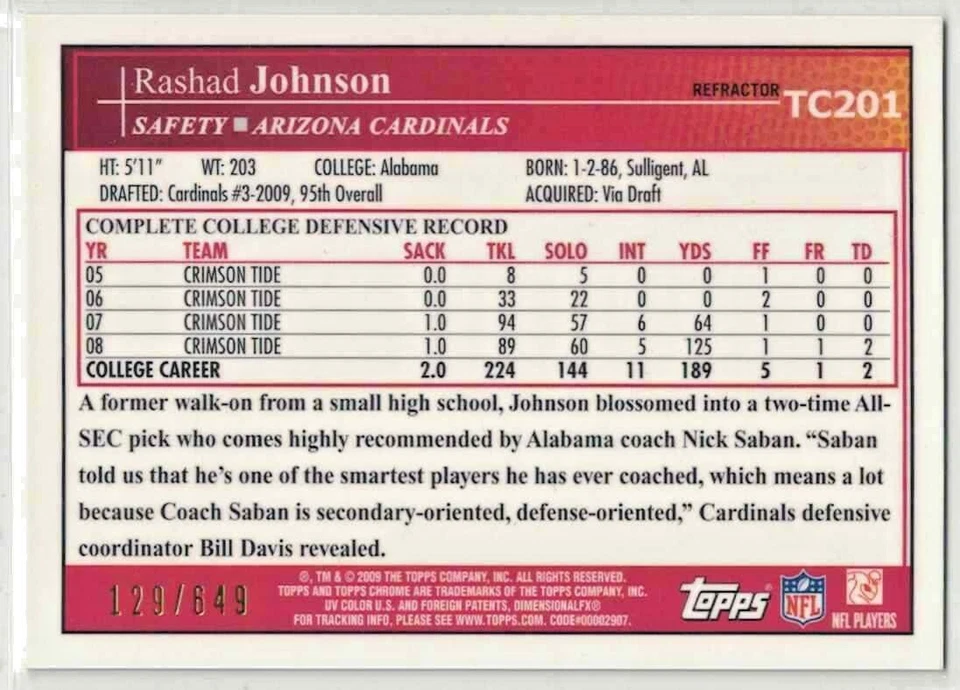 Rashad Johnson
REFRACTOR TC201
SAFETY ■ ARIZONA CARDINALS
HT: 5'11" WT: 203 COLLEGE: Alabama BORN: 1-2-86, Sulligent, AL
DRAFTED: Cardinals #3-2009, 95th Overall ACQUIRED: Via Draft
COMPLETE COLLEGE DEFENSIVE RECORD
YR TEAM SACK TKL SOLO INT YDS FF FR TD
05 CRIMSON TIDE 0.0 8 5 0 0 1 0 0
06 CRIMSON TIDE 0.0 33 22 0 0 2 0 0
07 CRIMSON TIDE 1.0 94 57 6 64 1 0 0
08 CRIMSON TIDE 1.0 89 60 5 125 1 1 2
COLLEGE CAREER 2.0 224 144 11 189 5 1 2
A former walk-on from a small high school, Johnson blossomed into a two-time All-
SEC pick who comes highly recommended by Alabama coach Nick Saban. “Saban
told us that he’s one of the smartest players he has ever coached, which means a lot
because Coach Saban is secondary-oriented, defense-oriented,” Cardinals defensive
coordinator Bill Davis revealed.
129/649
®, TM & © 2009 THE TOPPS COMPANY, INC. ALL RIGHTS RESERVED.
TOPPS AND TOPPS CHROME ARE TRADEMARKS OF THE TOPPS COMPANY, INC.
UV COLOR U.S. AND FOREIGN PATENTS, DIMENSIONALFX®
FOR TRACKING INFO, PLEASE SEE WWW.TOPPS.COM. CODE#00002907.
topps®
NFL
NFL PLAYERS